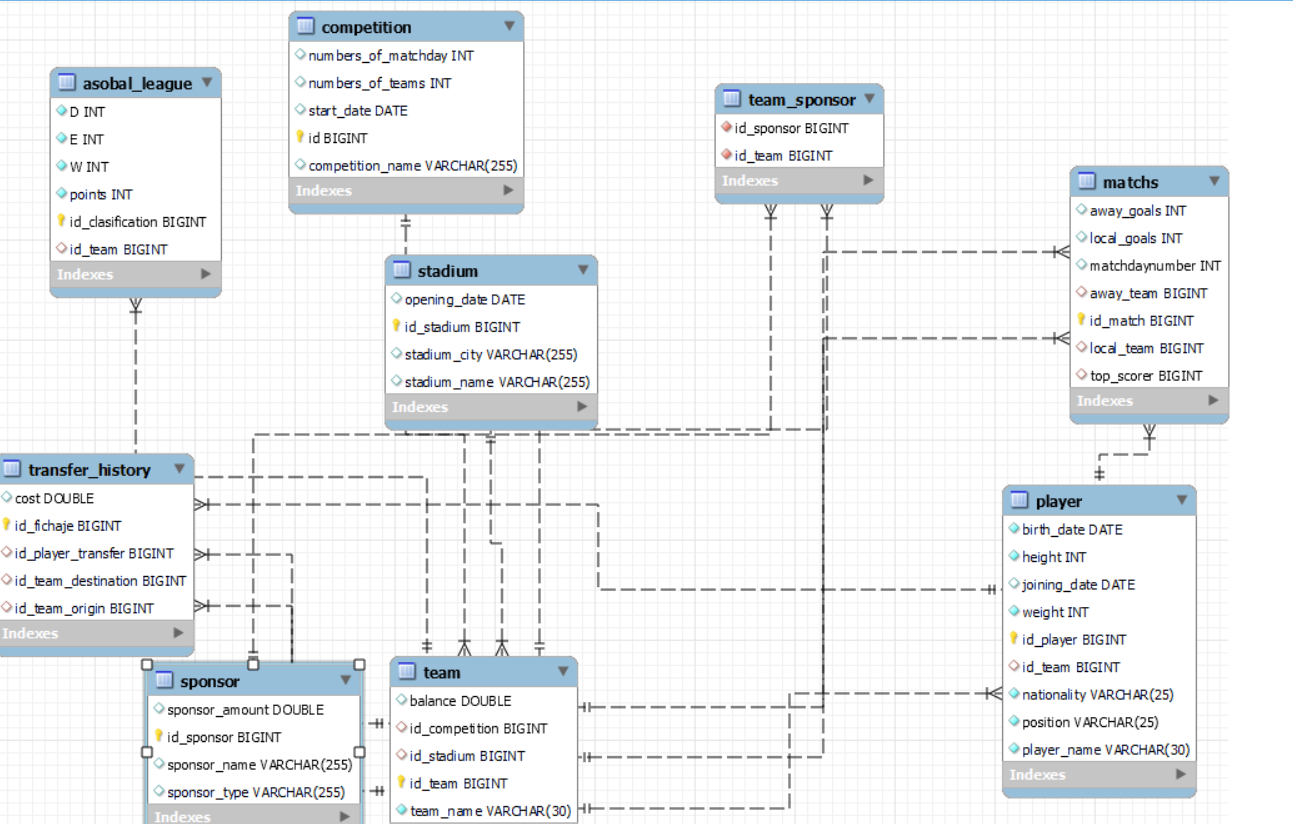 competition
numbers_of_matchday INT
numbers_of_teams INT
start_date DATE
id BIGINT
competition_name VARCHAR(255)
Indexes
asobal_league
D INT
E INT
W INT
points INT
id_clasification BIGINT
id_team BIGINT
Indexes
team_sponsor
id_sponsor BIGINT
id_team BIGINT
Indexes
matchs
away_goals INT
local_goals INT
matchdaynumber INT
away_team BIGINT
id_match BIGINT
local_team BIGINT
top_scorer BIGINT
Indexes
stadium
opening_date DATE
id_stadium BIGINT
stadium_city VARCHAR(255)
stadium_name VARCHAR(255)
Indexes
transfer_history
cost DOUBLE
id_fichaje BIGINT
id_player_transfer BIGINT
id_team_destination BIGINT
id_team_origin BIGINT
Indexes
player
birth_date DATE
height INT
joining_date DATE
weight INT
id_player BIGINT
id_team BIGINT
nationality VARCHAR(25)
position VARCHAR(25)
player_name VARCHAR(30)
Indexes
sponsor
sponsor_amount DOUBLE
id_sponsor BIGINT
sponsor_name VARCHAR(255)
sponsor_type VARCHAR(255)
Indexes
team
balance DOUBLE
id_competition BIGINT
id_stadium BIGINT
id_team BIGINT
team_name VARCHAR(30)